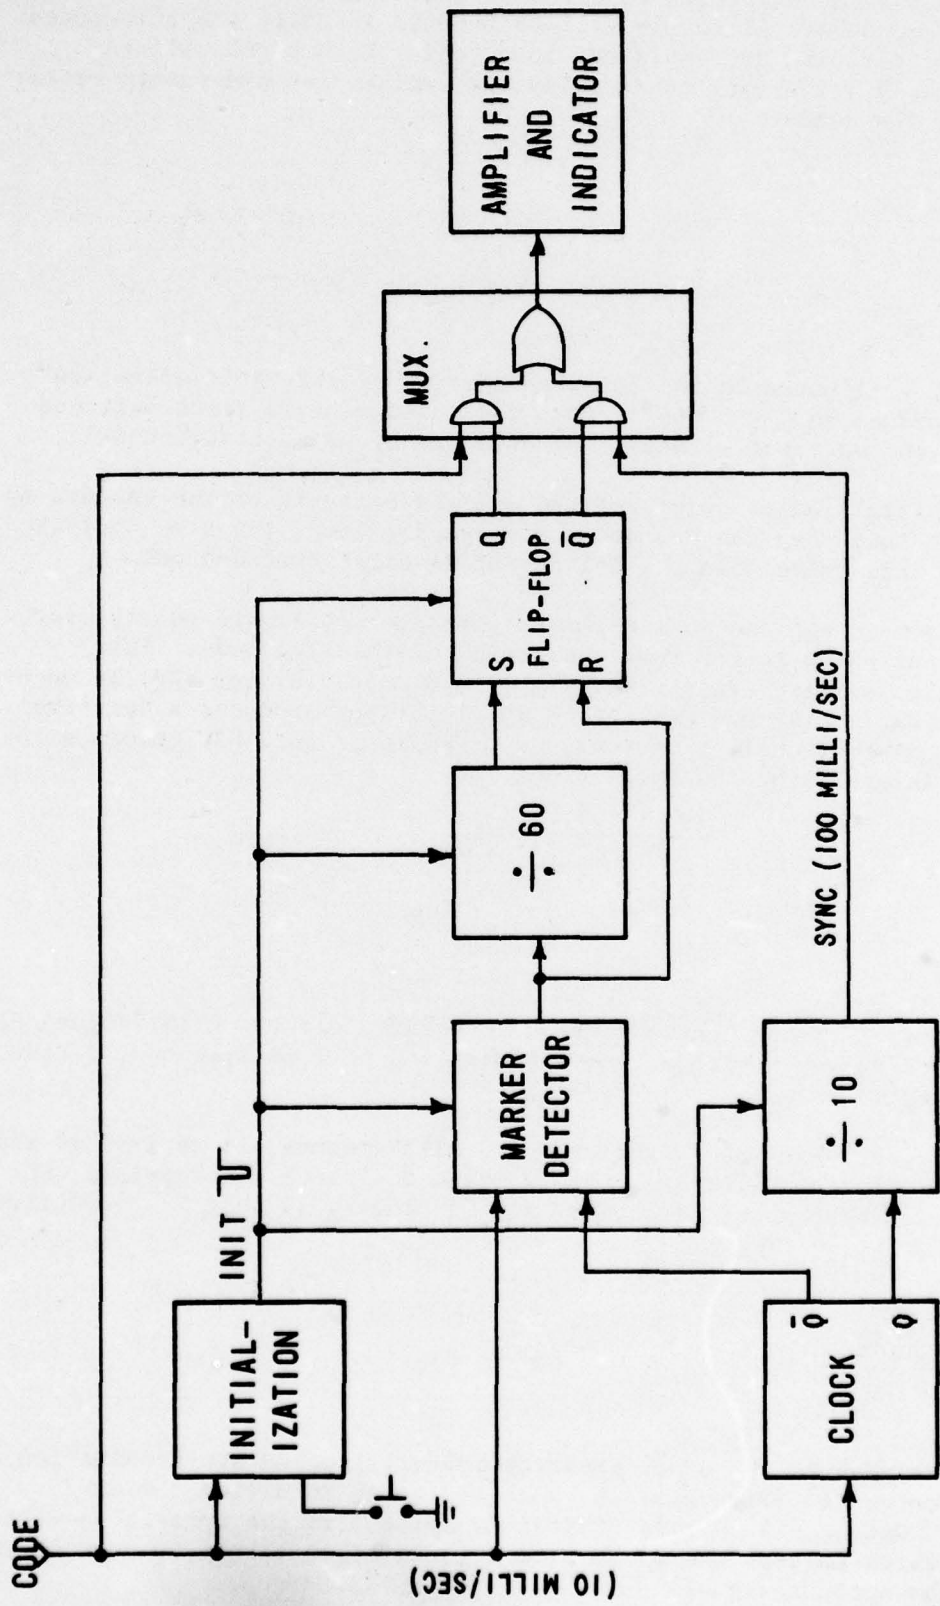 CODE
(10 MILLI/SEC)
INITIAL-
IZATION
INIT
CLOCK
Q̅
Q
MARKER
DETECTOR
÷ 10
÷ 60
SYNC (100 MILLI/SEC)
S
R
FLIP-FLOP
Q
Q̅
MUX.
AMPLIFIER
AND
INDICATOR